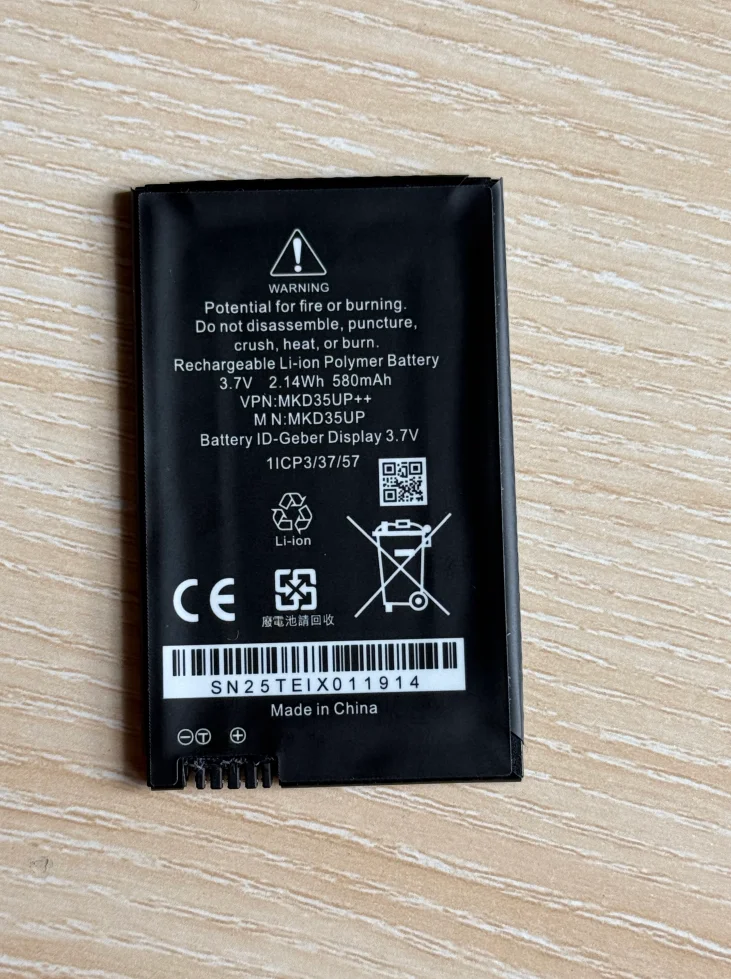 WARNING
Potential for fire or burning.
Do not disassemble, puncture,
crush, heat, or burn.
Rechargeable Li-ion Polymer Battery
3.7V 2.14Wh 580mAh
VPN:MKD35UP++
M N:MKD35UP
Battery ID-Geber Display 3.7V
1ICP3/37/57
Li-ion
CE
廢電池請回收
SN25TEIX011914
Made in China